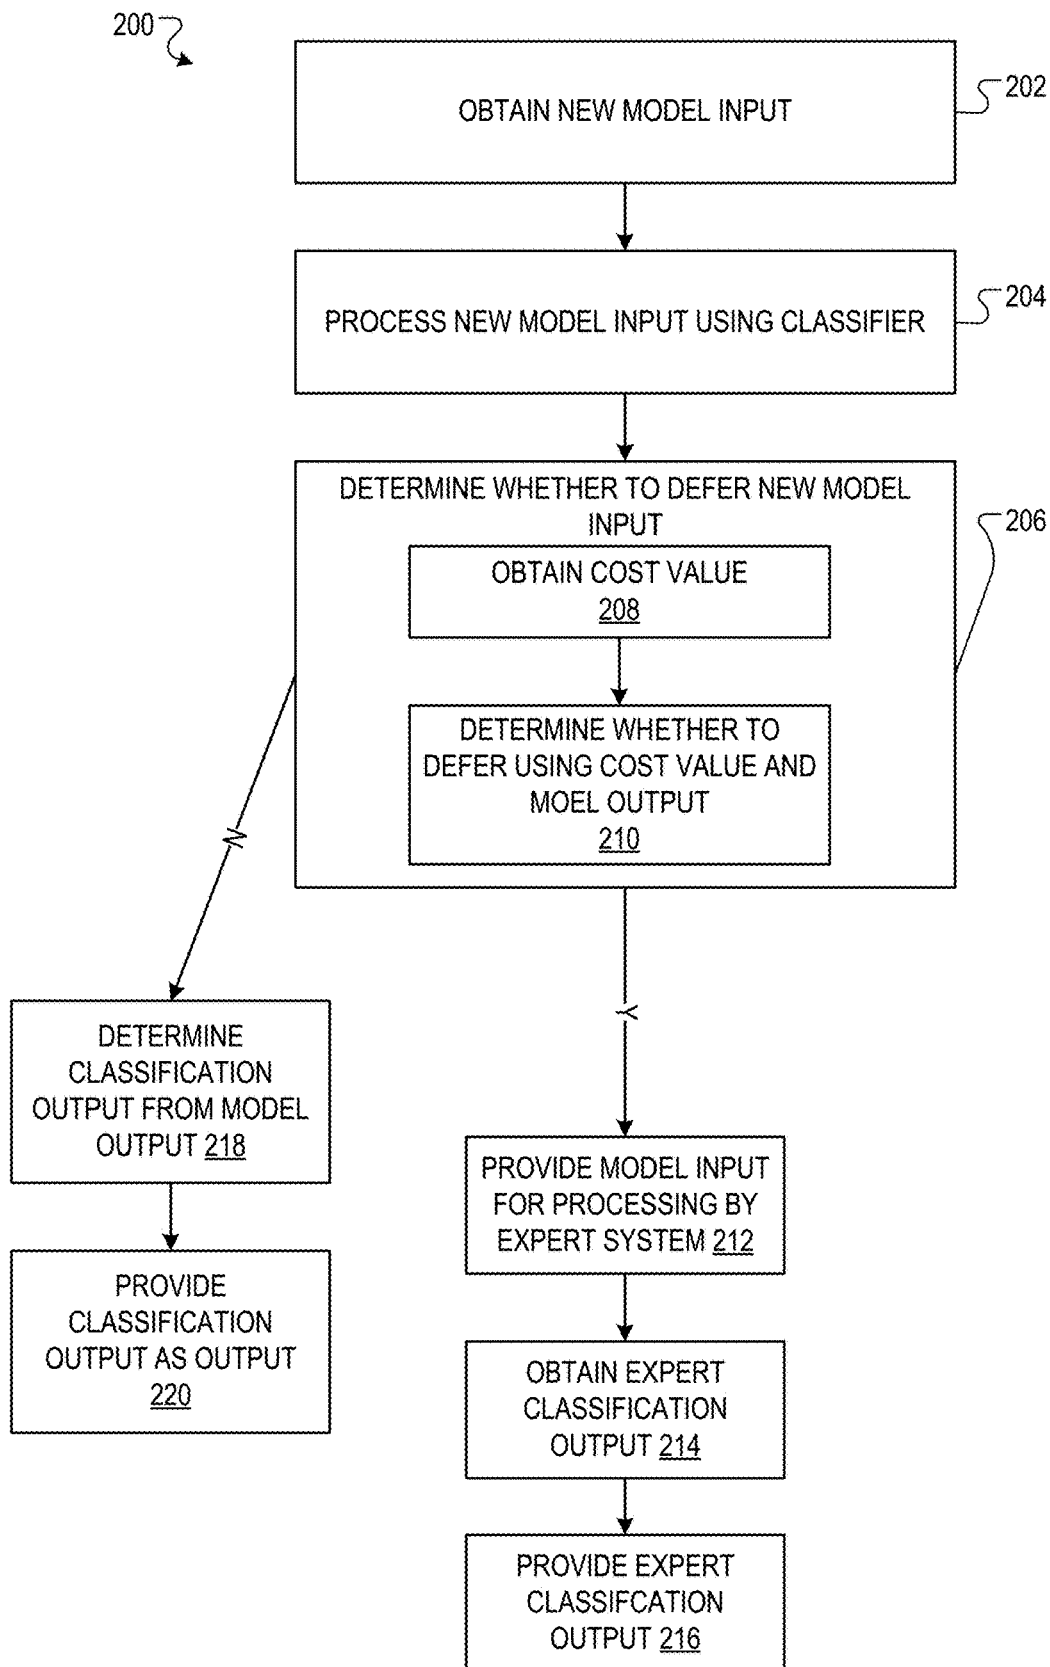 200
OBTAIN NEW MODEL INPUT
202
PROCESS NEW MODEL INPUT USING CLASSIFIER
204
DETERMINE WHETHER TO DEFER NEW MODEL
INPUT
206
OBTAIN COST VALUE
208
DETERMINE WHETHER TO
DEFER USING COST VALUE AND
MOEL OUTPUT
210
N
Y
DETERMINE
CLASSIFICATION
OUTPUT FROM MODEL
OUTPUT 218
PROVIDE
CLASSIFICATION
OUTPUT AS OUTPUT
220
PROVIDE MODEL INPUT
FOR PROCESSING BY
EXPERT SYSTEM 212
OBTAIN EXPERT
CLASSIFICATION
OUTPUT 214
PROVIDE EXPERT
CLASSIFCATION
OUTPUT 216